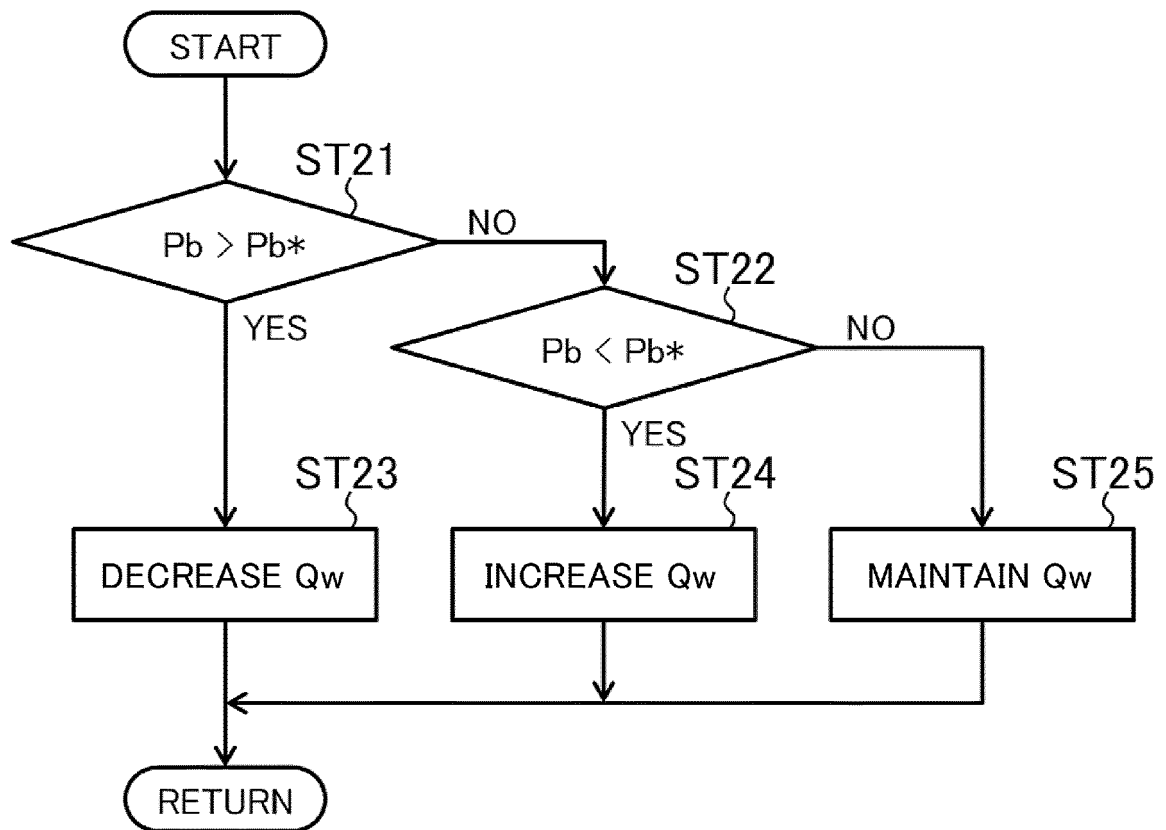 START
ST21
Pb > Pb*
NO
ST22
YES
Pb < Pb*
NO
YES
ST23
ST24
ST25
DECREASE Qw
INCREASE Qw
MAINTAIN Qw
RETURN